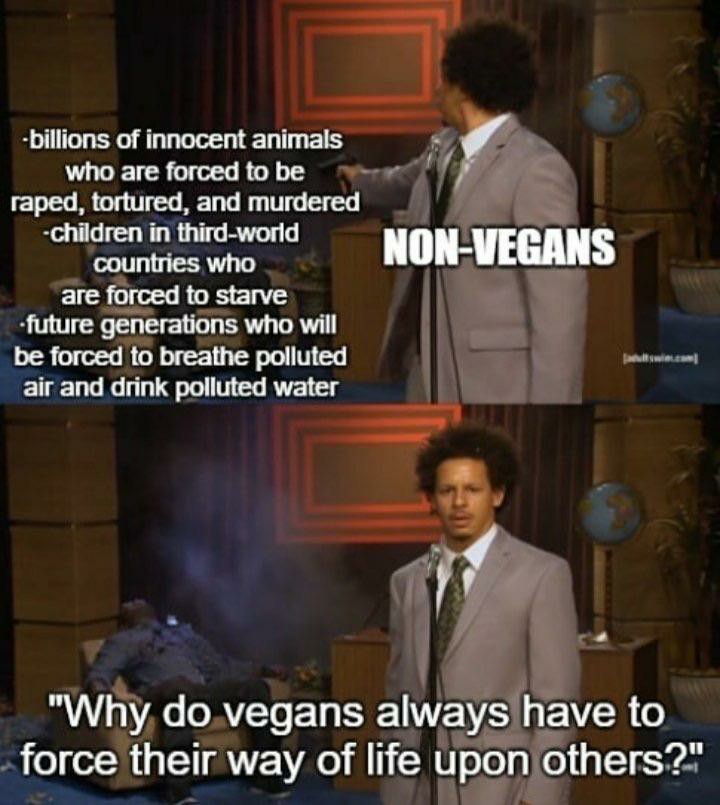 -billions of innocent animals
who are forced to be
raped, tortured, and murdered
-children in third-world
countries who
are forced to starve
-future generations who will
be forced to breathe polluted
air and drink polluted water
NON-VEGANS
[adultswim.com]
"Why do vegans always have to
force their way of life upon others?"